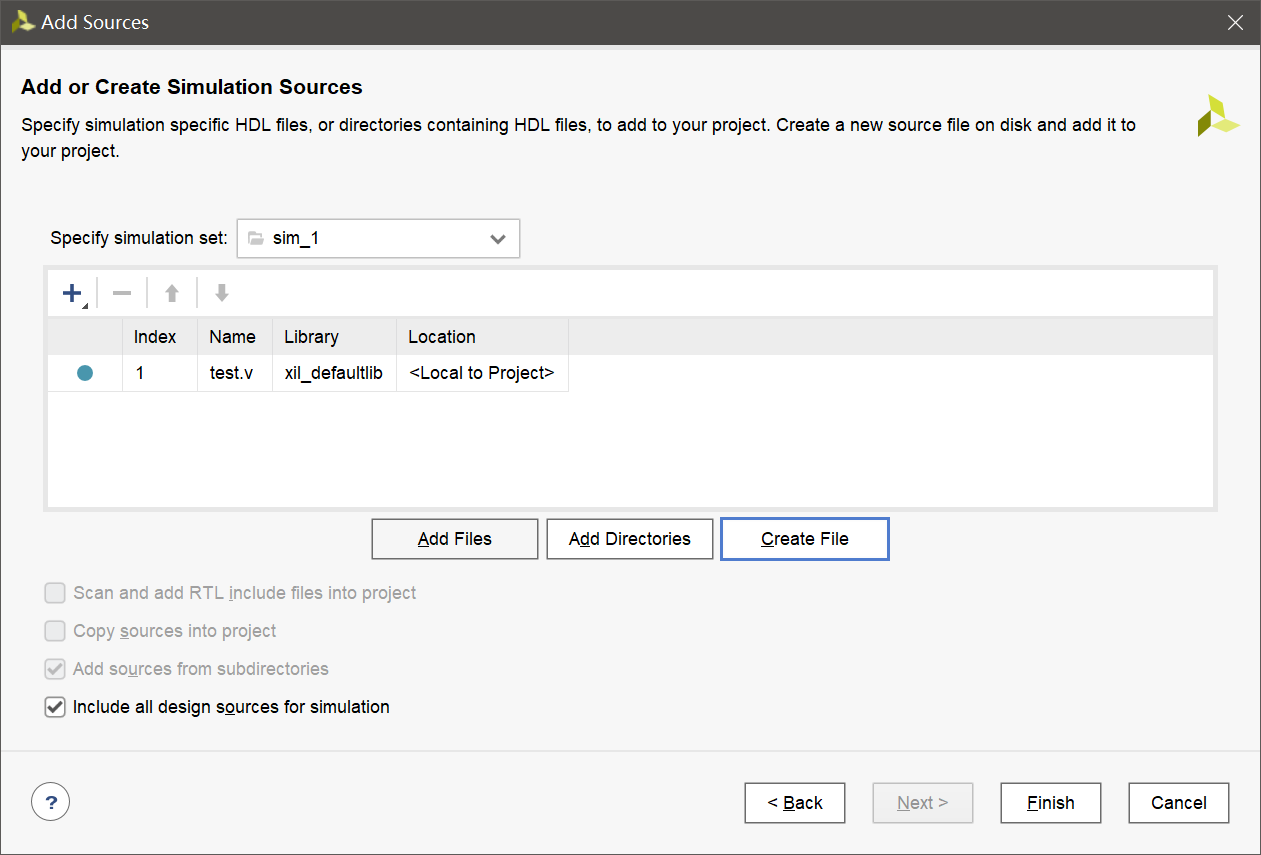 Add Sources
Add or Create Simulation Sources
Specify simulation specific HDL files, or directories containing HDL files, to add to your project. Create a new source file on disk and add it to
your project.
Specify simulation set: sim_1
Index Name Library Location
1 test.v xil_defaultlib <Local to Project>
Add Files Add Directories Create File
Scan and add RTL include files into project
Copy sources into project
Add sources from subdirectories
Include all design sources for simulation
? < Back Next > Finish Cancel